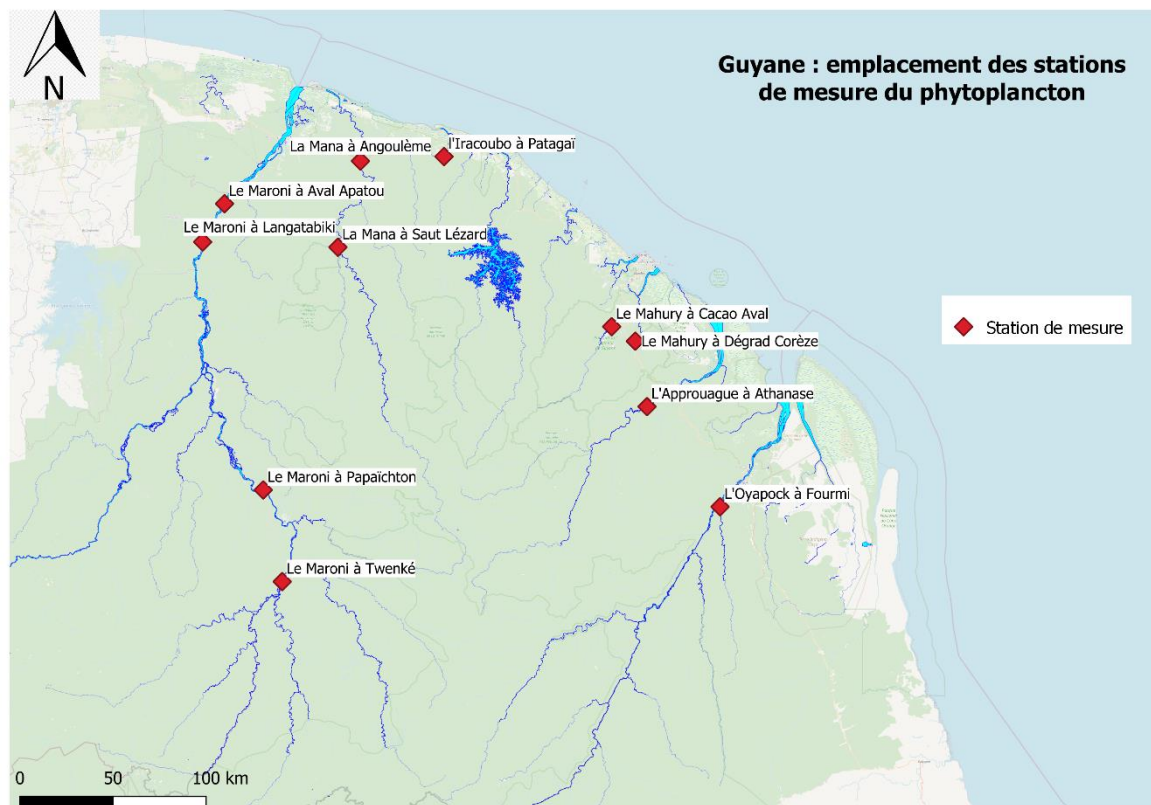 N
Guyane : emplacement des stations
de mesure du phytoplancton
La Mana à Angoulême
l'Iracoubo à Patagaï
Le Maroni à Aval Apatou
Le Maroni à Langatabiki
La Mana à Saut Lézard
Le Mahury à Cacao Aval
Station de mesure
Le Mahury à Dégrad Corèze
L'Approuague à Athanase
Le Maroni à Papaïchton
L'Oyapock à Fourmi
Le Maroni à Twenké
0 50 100 km